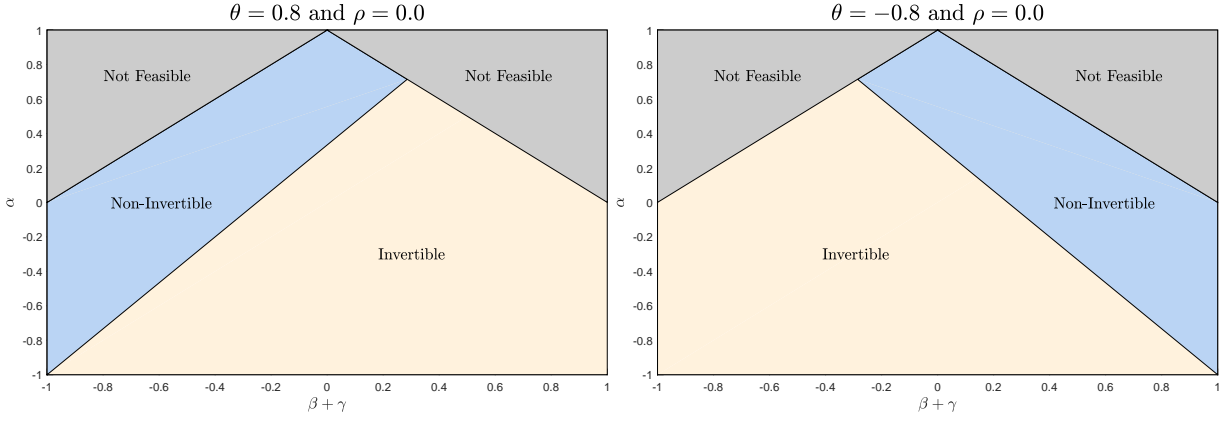 θ = 0.8 and ρ = 0.0
1
0.8
0.6
0.4
0.2
0
-0.2
-0.4
-0.6
-0.8
-1
α
Not Feasible
Not Feasible
Non-Invertible
Invertible
-1 -0.8 -0.6 -0.4 -0.2 0 0.2 0.4 0.6 0.8 1
β + γ
θ = −0.8 and ρ = 0.0
1
0.8
0.6
0.4
0.2
0
-0.2
-0.4
-0.6
-0.8
-1
α
Not Feasible
Not Feasible
Non-Invertible
Invertible
-1 -0.8 -0.6 -0.4 -0.2 0 0.2 0.4 0.6 0.8 1
β + γ